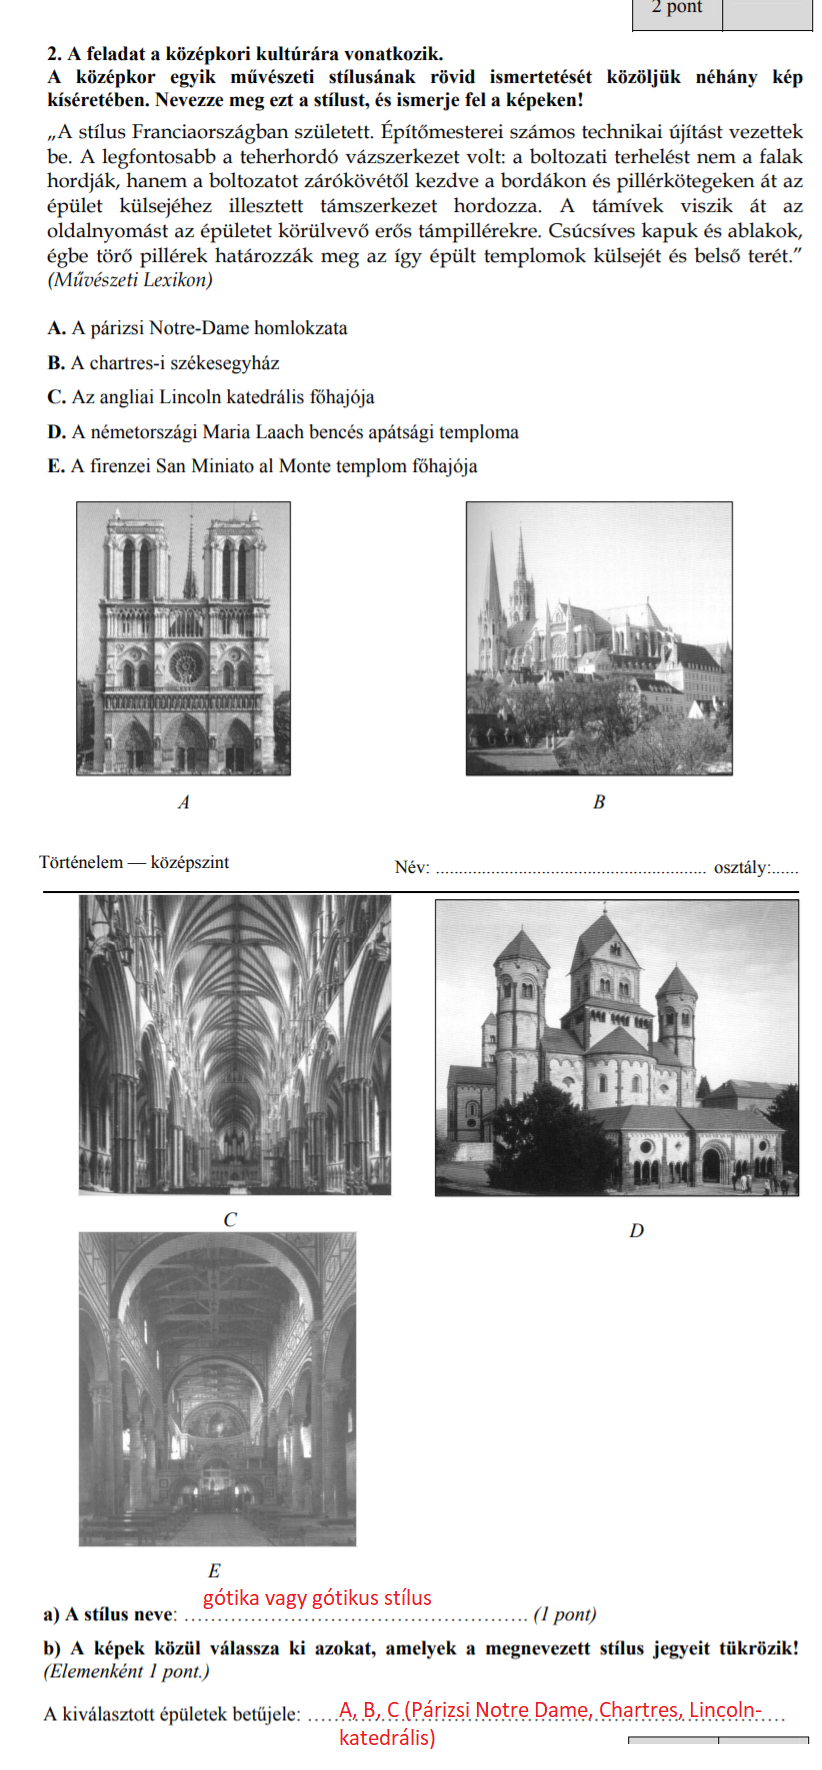 2 pont
2. A feladat a középkori kultúrára vonatkozik.
A középkor egyik művészeti stílusának rövid ismertetését közöljük néhány kép
kíséretében. Nevezze meg ezt a stílust, és ismerje fel a képeken!
„A stílus Franciaországban született. Építőmesterei számos technikai újítást vezettek
be. A legfontosabb a teherhordó vázszerkezet volt: a boltozati terhelést nem a falak
hordják, hanem a boltozatot zárókövétől kezdve a bordákon és pillérkötegeken át az
épület külsejéhez illesztett támszerkezet hordozza. A támívek viszik át az
oldalnyomást az épületet körülvevő erős támpillérekre. Csúcsíves kapuk és ablakok,
égbe törő pillérek határozzák meg az így épült templomok külsejét és belső terét.”
(Művészeti Lexikon)
A. A párizsi Notre-Dame homlokzata
B. A chartres-i székesegyház
C. Az angliai Lincoln katedrális főhajója
D. A németországi Maria Laach bencés apátsági temploma
E. A firenzei San Miniato al Monte templom főhajója
A
B
Történelem — középszint
Név: ........................................................... osztály:......
C
D
E
gótika vagy gótikus stílus
a) A stílus neve: .................................................... (1 pont)
b) A képek közül válassza ki azokat, amelyek a megnevezett stílus jegyeit tükrözik!
(Elemenként 1 pont.)
A kiválasztott épületek betűjele: ..... A, B, C (Párizsi Notre Dame, Chartres, Lincoln-
katedrális)